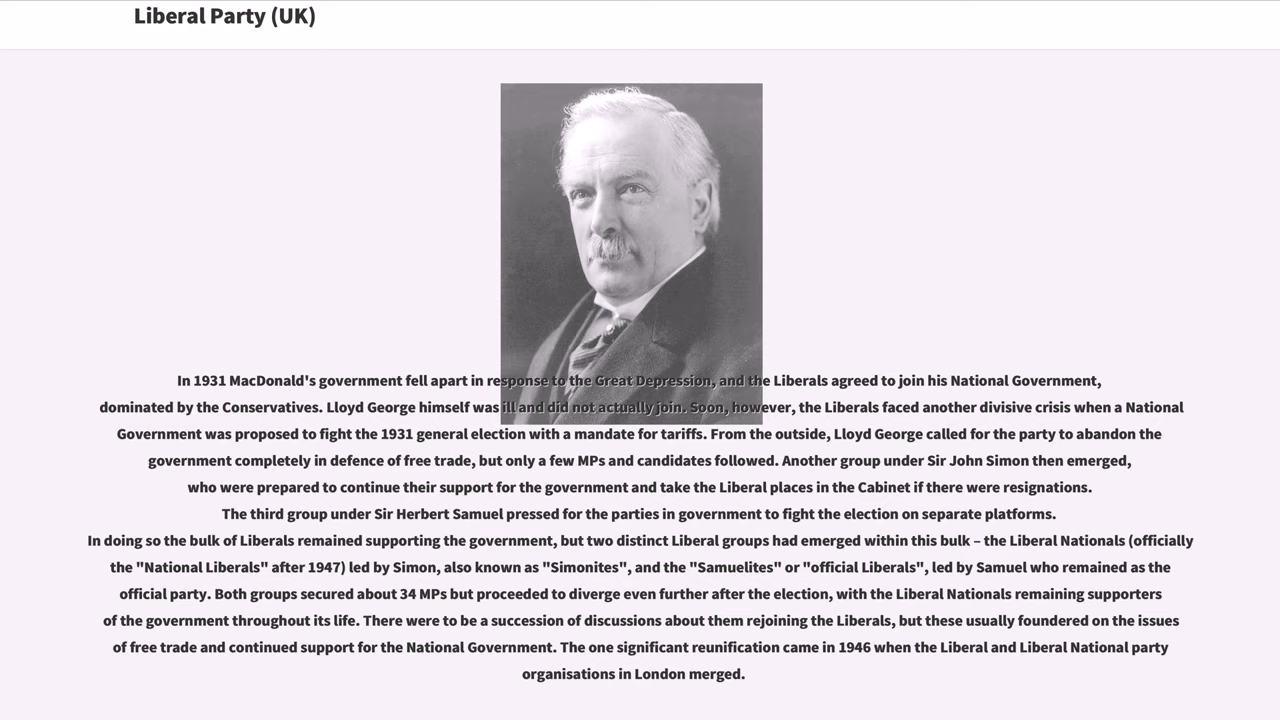 Liberal Party (UK)
In 1931 MacDonald's government fell apart in response to the Great Depression, and the Liberals agreed to join his National Government,
dominated by the Conservatives. Lloyd George himself was ill and did not actually join. Soon, however, the Liberals faced another divisive crisis when a National
Government was proposed to fight the 1931 general election with a mandate for tariffs. From the outside, Lloyd George called for the party to abandon the
government completely in defence of free trade, but only a few MPs and candidates followed. Another group under Sir John Simon then emerged,
who were prepared to continue their support for the government and take the Liberal places in the Cabinet if there were resignations.
The third group under Sir Herbert Samuel pressed for the parties in government to fight the election on separate platforms.
In doing so the bulk of Liberals remained supporting the government, but two distinct Liberal groups had emerged within this bulk – the Liberal Nationals (officially
the "National Liberals" after 1947) led by Simon, also known as "Simonites", and the "Samuelites" or "official Liberals", led by Samuel who remained as the
official party. Both groups secured about 34 MPs but proceeded to diverge even further after the election, with the Liberal Nationals remaining supporters
of the government throughout its life. There were to be a succession of discussions about them rejoining the Liberals, but these usually foundered on the issues
of free trade and continued support for the National Government. The one significant reunification came in 1946 when the Liberal and Liberal National party
organisations in London merged.